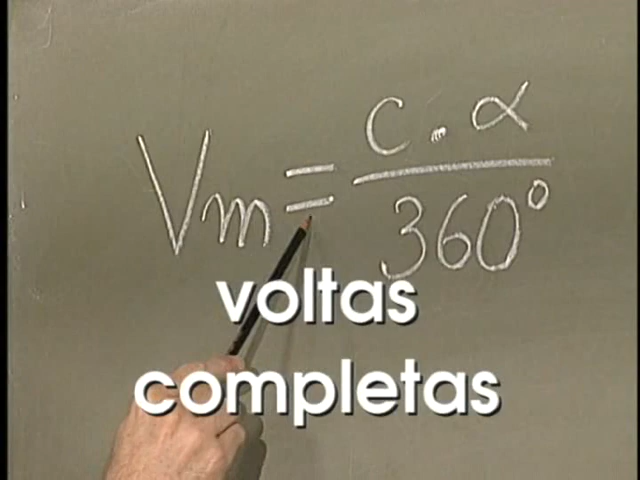 Vm = c . α / 360°
voltas
completas